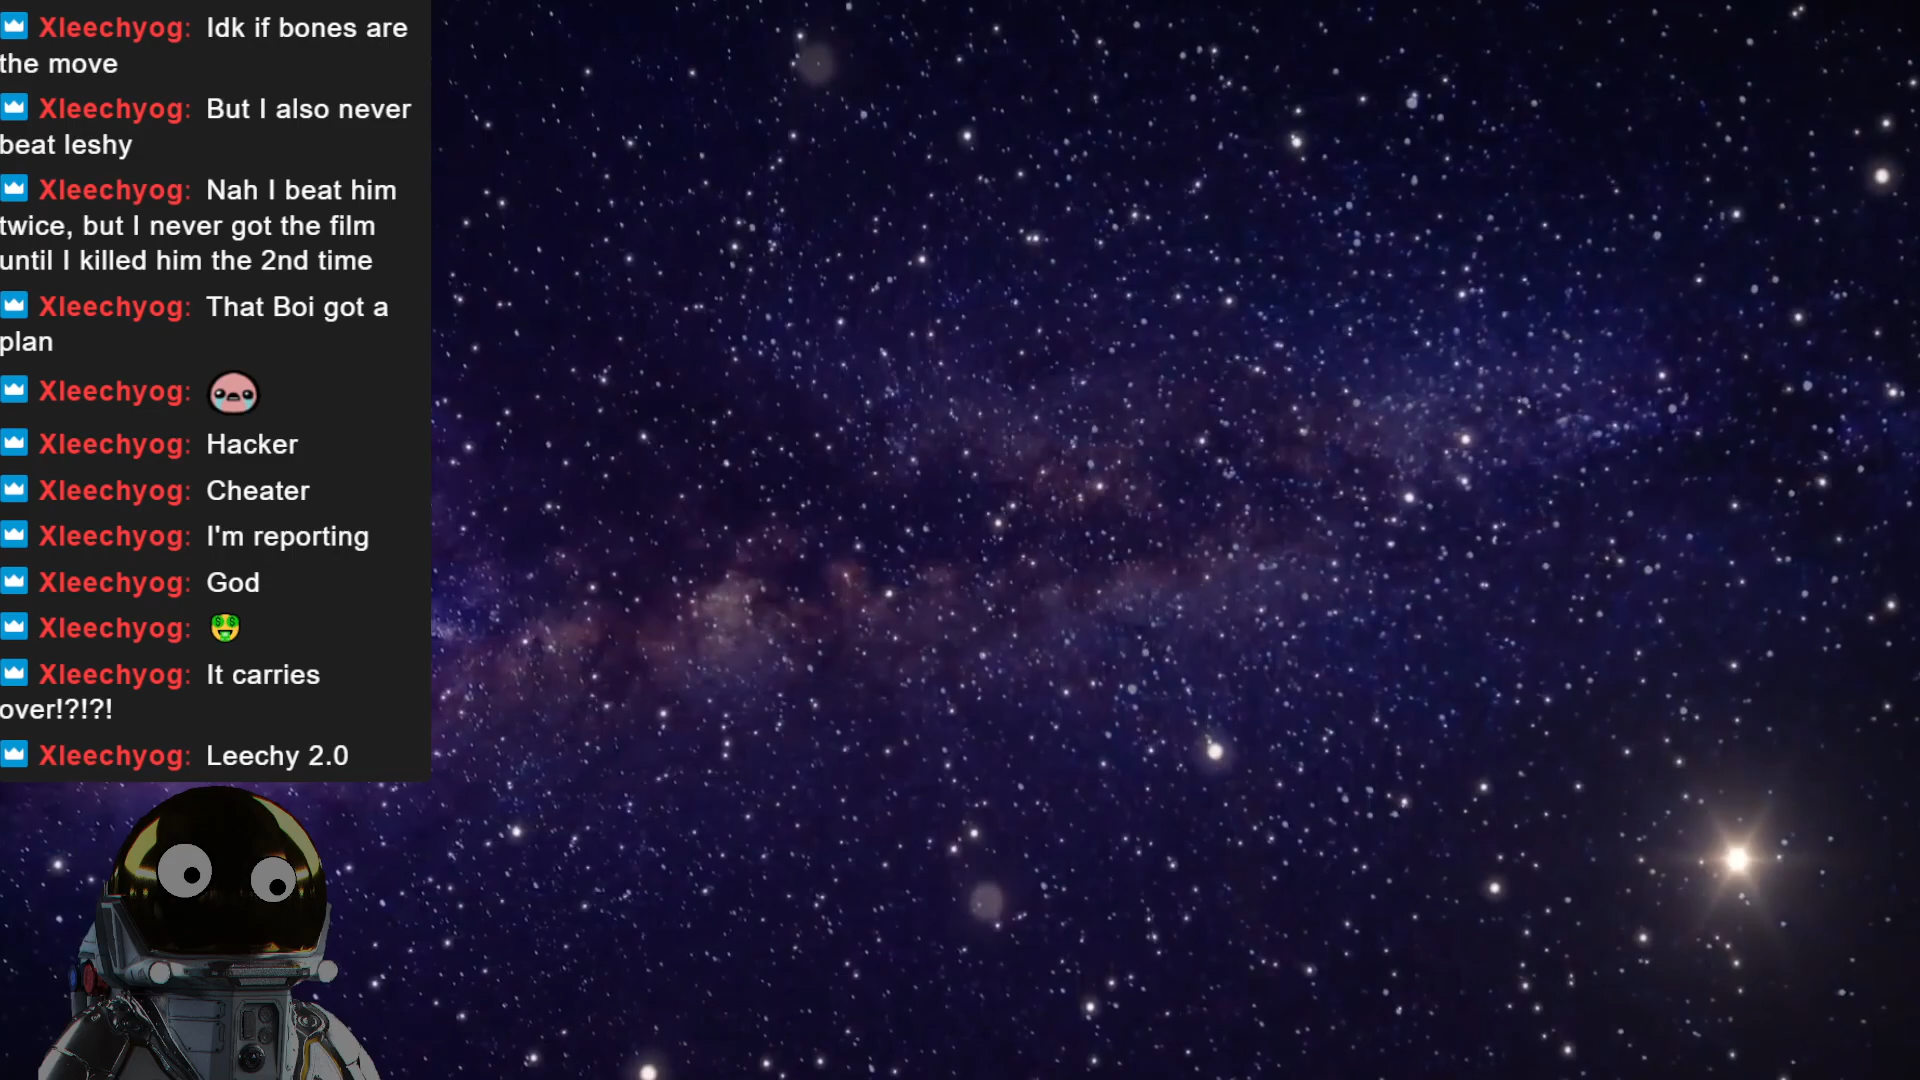 Xleechyog: Idk if bones are
the move
Xleechyog: But I also never
beat leshy
Xleechyog: Nah I beat him
twice, but I never got the film
until I killed him the 2nd time
Xleechyog: That Boi got a
plan
Xleechyog:
Xleechyog: Hacker
Xleechyog: Cheater
Xleechyog: I'm reporting
Xleechyog: God
Xleechyog: 🤑
Xleechyog: It carries
over!?!?!
Xleechyog: Leechy 2.0